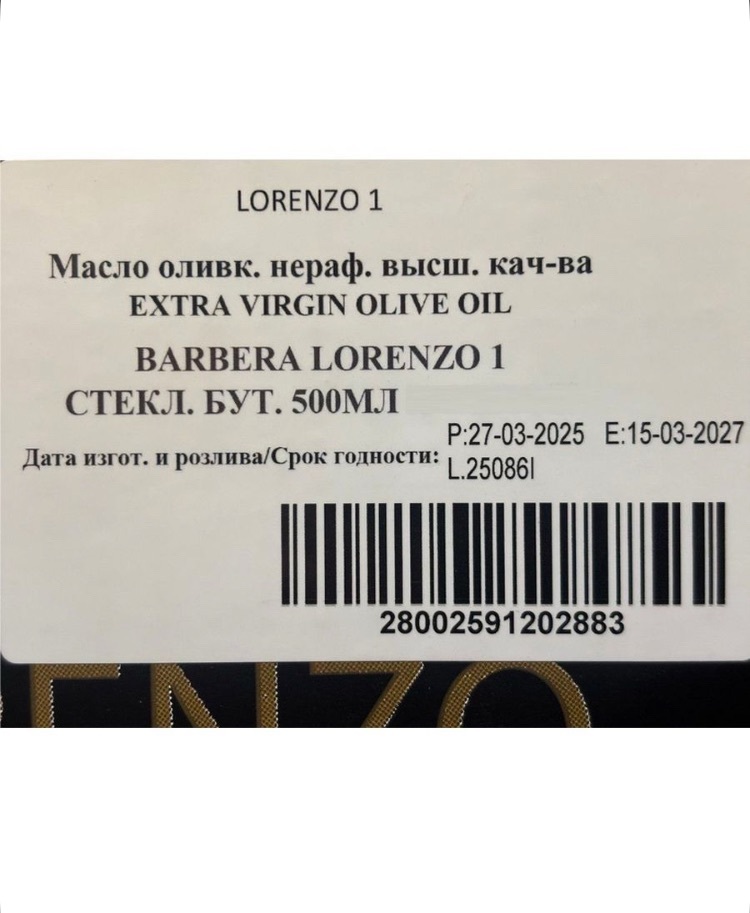 LORENZO 1
Масло оливк. нераф. высш. кач-ва
EXTRA VIRGIN OLIVE OIL
BARBERA LORENZO 1
СТЕКЛ. БУТ. 500МЛ
Дата изгот. и розлива/Срок годности: P:27-03-2025 E:15-03-2027
L.25086I
28002591202883
ENZO